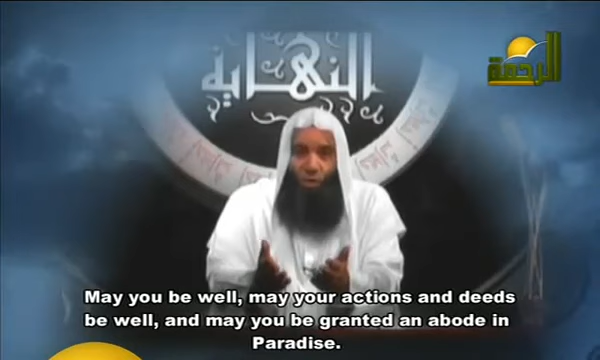 النهاية
الرحمة
May you be well, may your actions and deeds
be well, and may you be granted an abode in
Paradise.